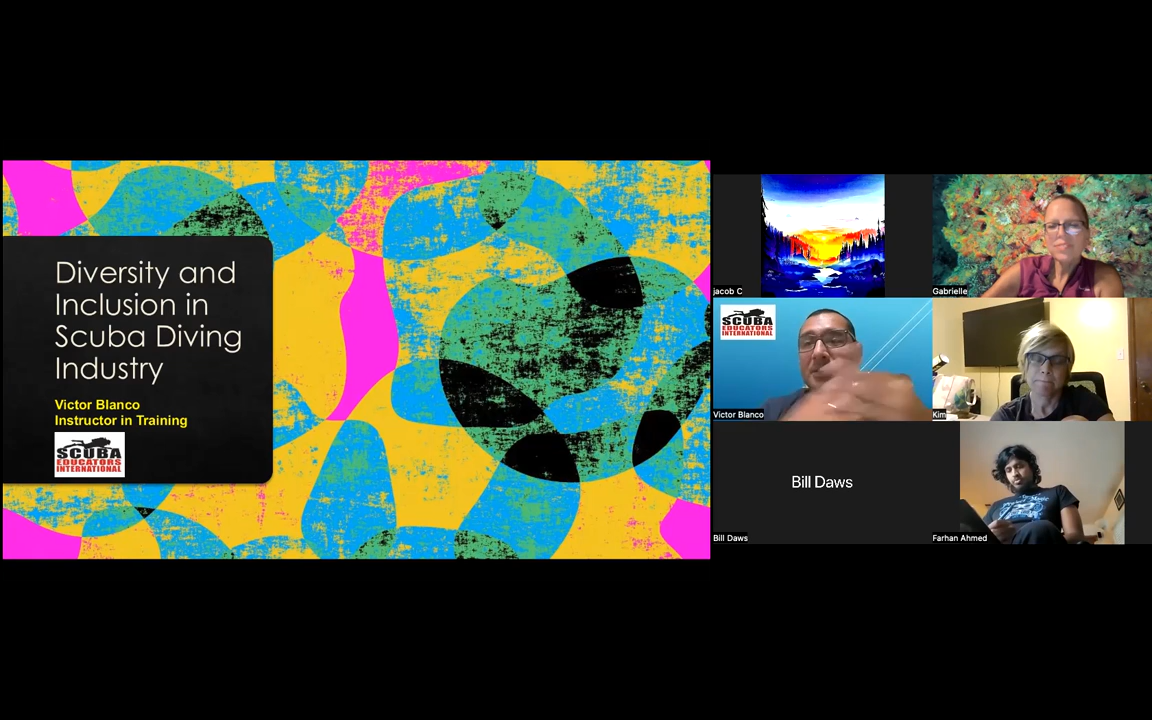 Diversity and
Inclusion in
Scuba Diving
Industry
Victor Blanco
Instructor in Training
SCUBA
EDUCATORS
INTERNATIONAL
jacob C
Gabrielle
SCUBA
EDUCATORS
INTERNATIONAL
Victor Blanco
Kim
Bill Daws
Bill Daws
Farhan Ahmed